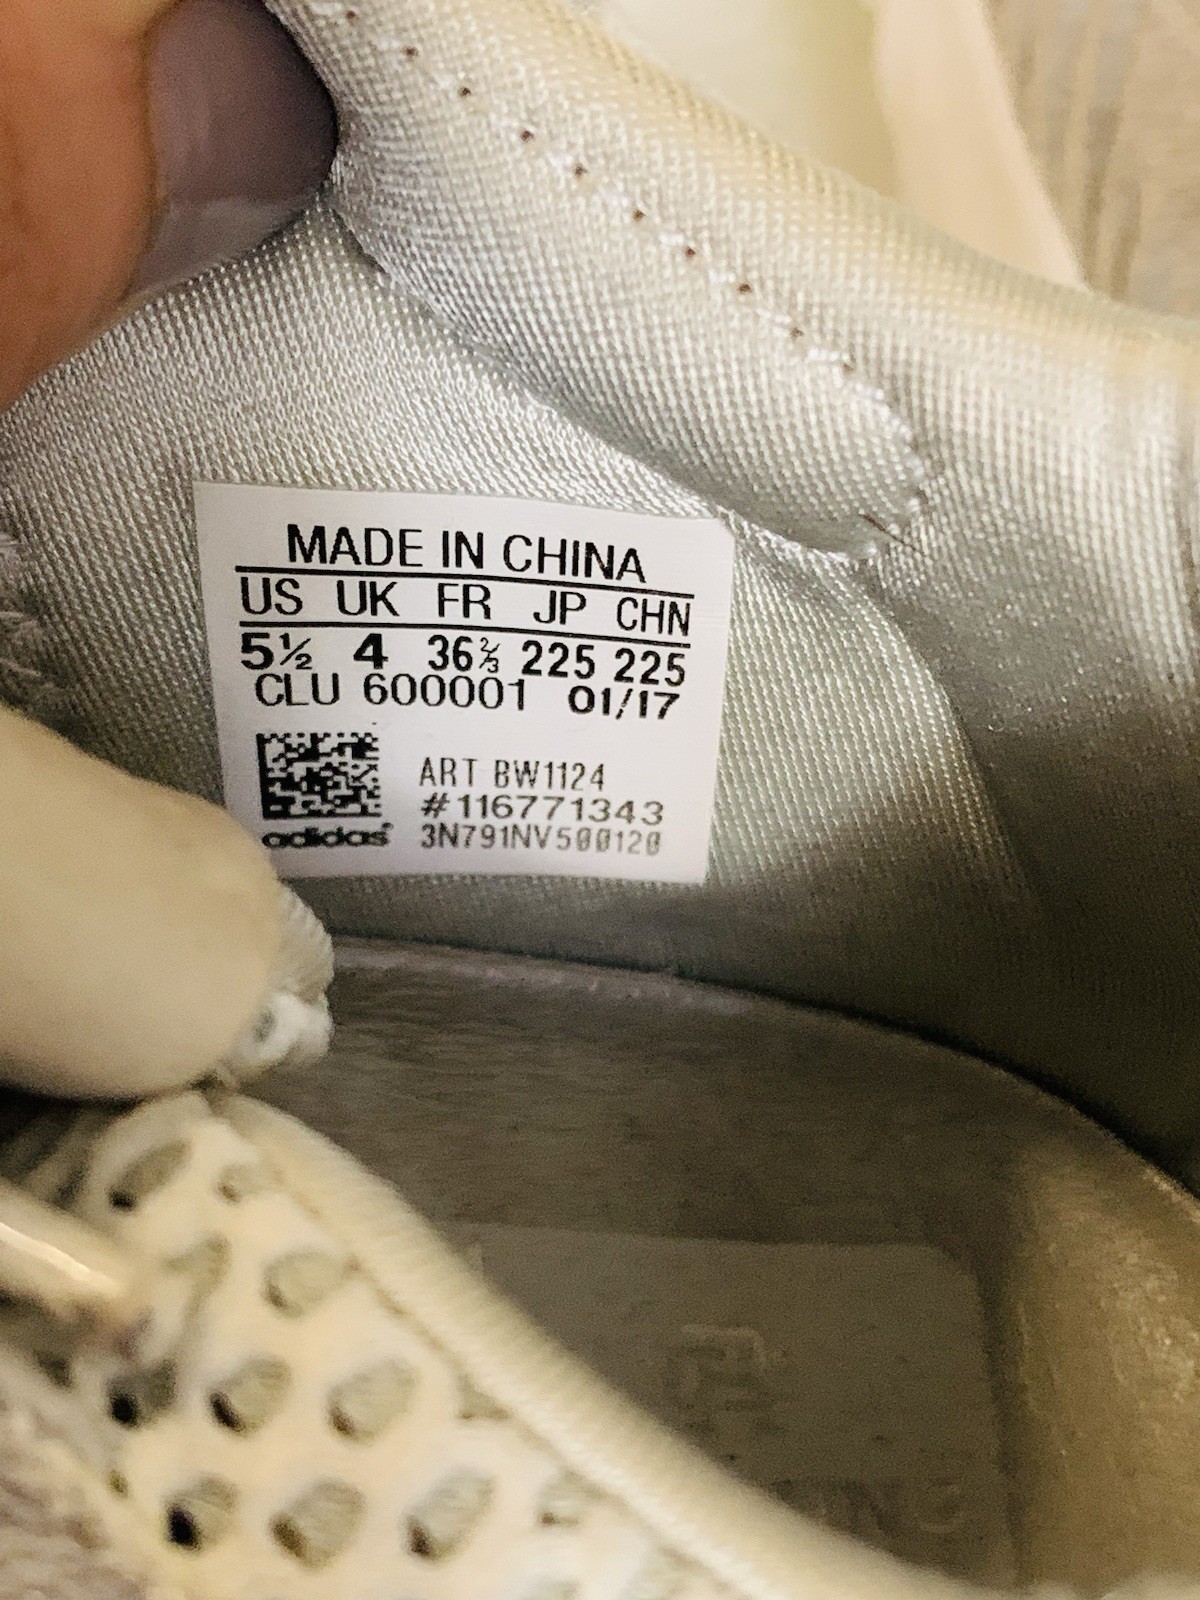 MADE IN CHINA
US UK FR JP CHN
5½ 4 36⅔ 225 225
CLU 600001 01/17
ART BW1124
#116771343
adidas® 3N791NV500120